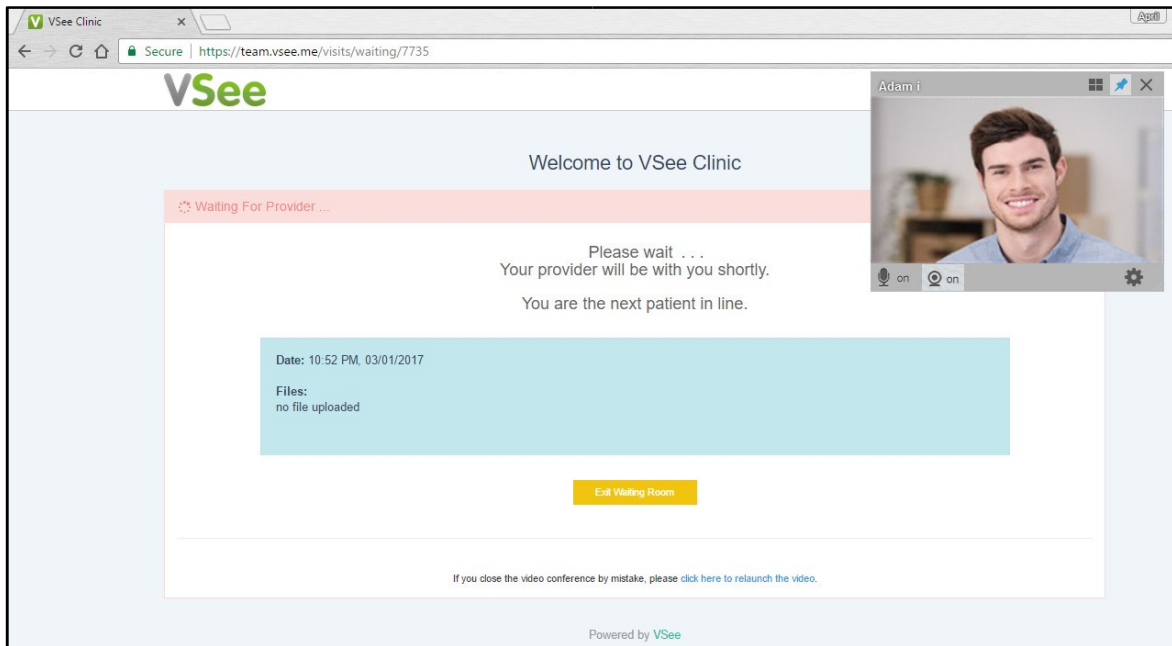 VSee Clinic
April
Secure | https://team.vsee.me/visits/waiting/7735
VSee
Adam i
Welcome to VSee Clinic
Waiting For Provider ...
Please wait . . .
Your provider will be with you shortly.
You are the next patient in line.
on
on
Date: 10:52 PM, 03/01/2017
Files:
no file uploaded
Exit Waiting Room
If you close the video conference by mistake, please click here to relaunch the video.
Powered by VSee